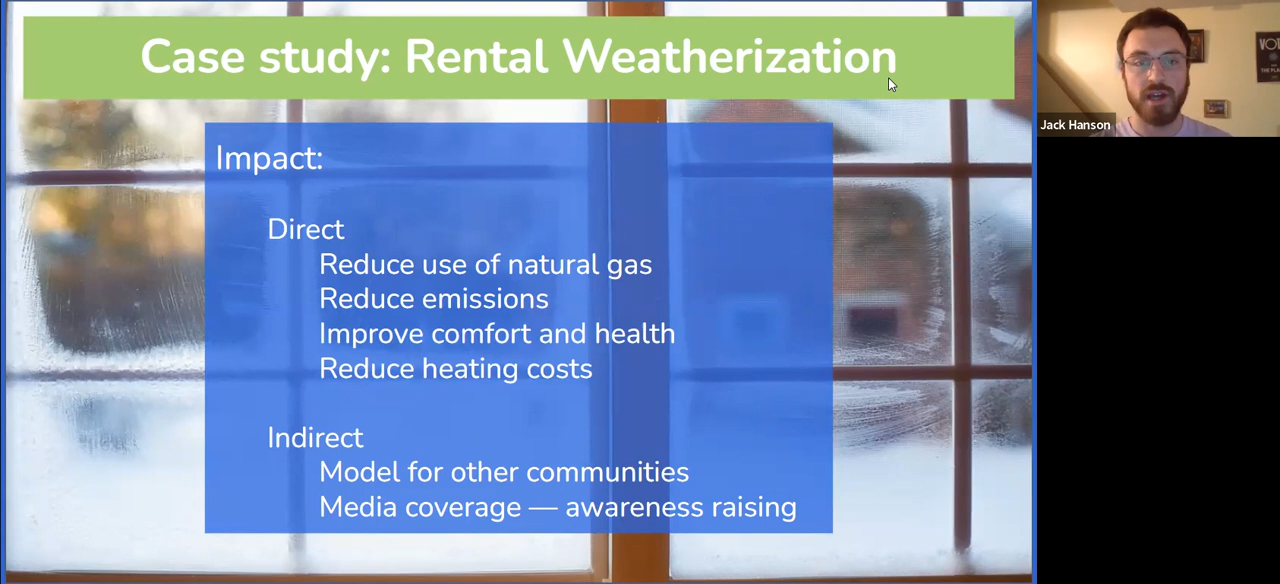 Case study: Rental Weatherization
Impact:
Direct
Reduce use of natural gas
Reduce emissions
Improve comfort and health
Reduce heating costs
Indirect
Model for other communities
Media coverage — awareness raising
Jack Hanson